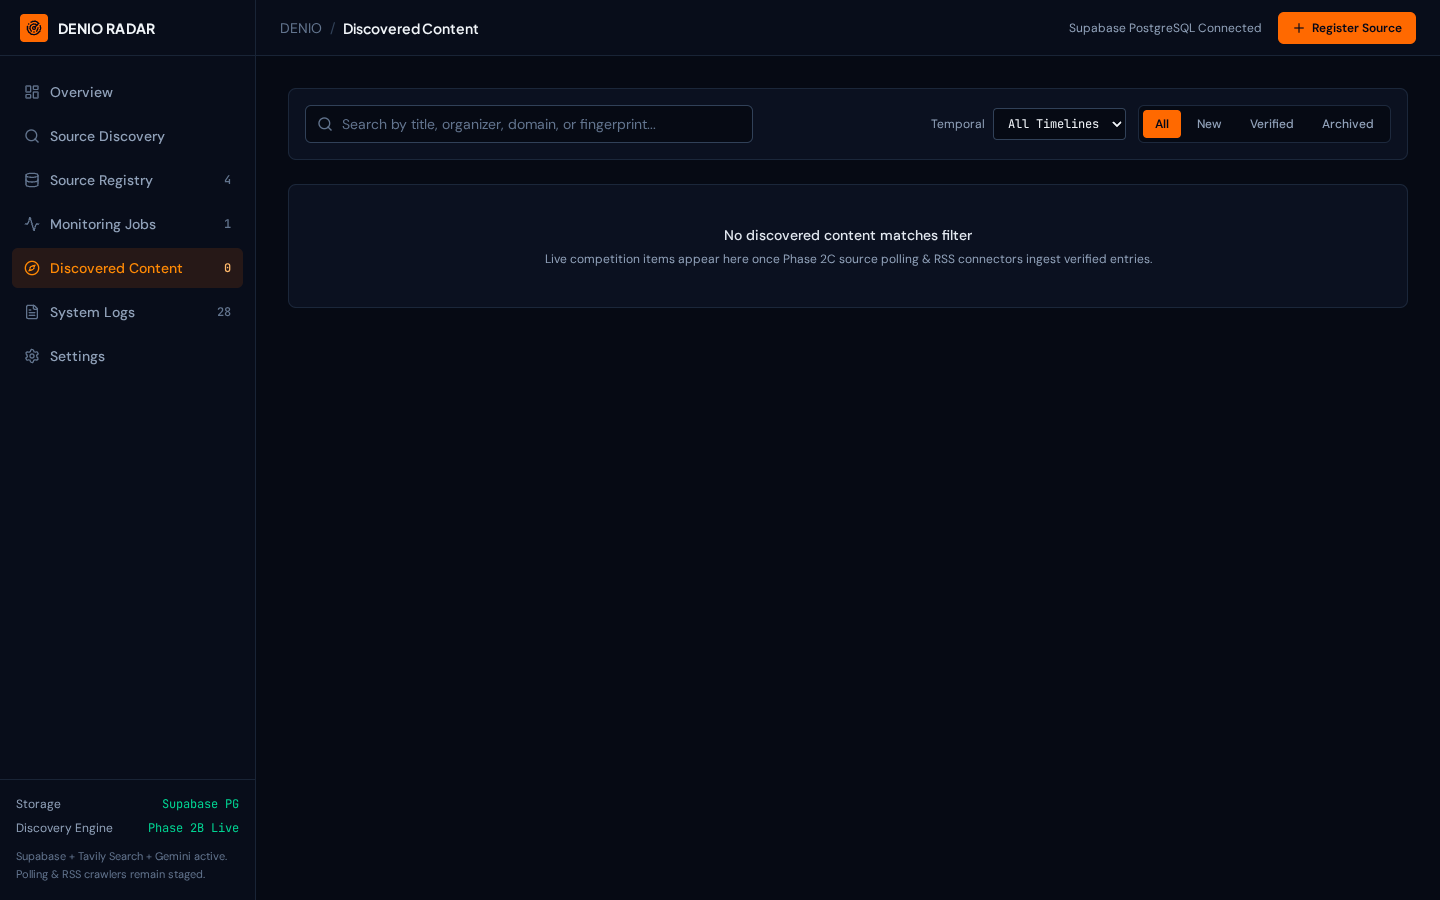 DENIO RADAR
DENIO / Discovered Content
Supabase PostgreSQL Connected
Register Source
Overview
Source Discovery
Source Registry 4
Monitoring Jobs 1
Discovered Content 0
System Logs 28
Settings
Search by title, organizer, domain, or fingerprint...
Temporal
All Timelines
All
New
Verified
Archived
No discovered content matches filter
Live competition items appear here once Phase 2C source polling & RSS connectors ingest verified entries.
Storage Supabase PG
Discovery Engine Phase 2B Live
Supabase + Tavily Search + Gemini active.
Polling & RSS crawlers remain staged.